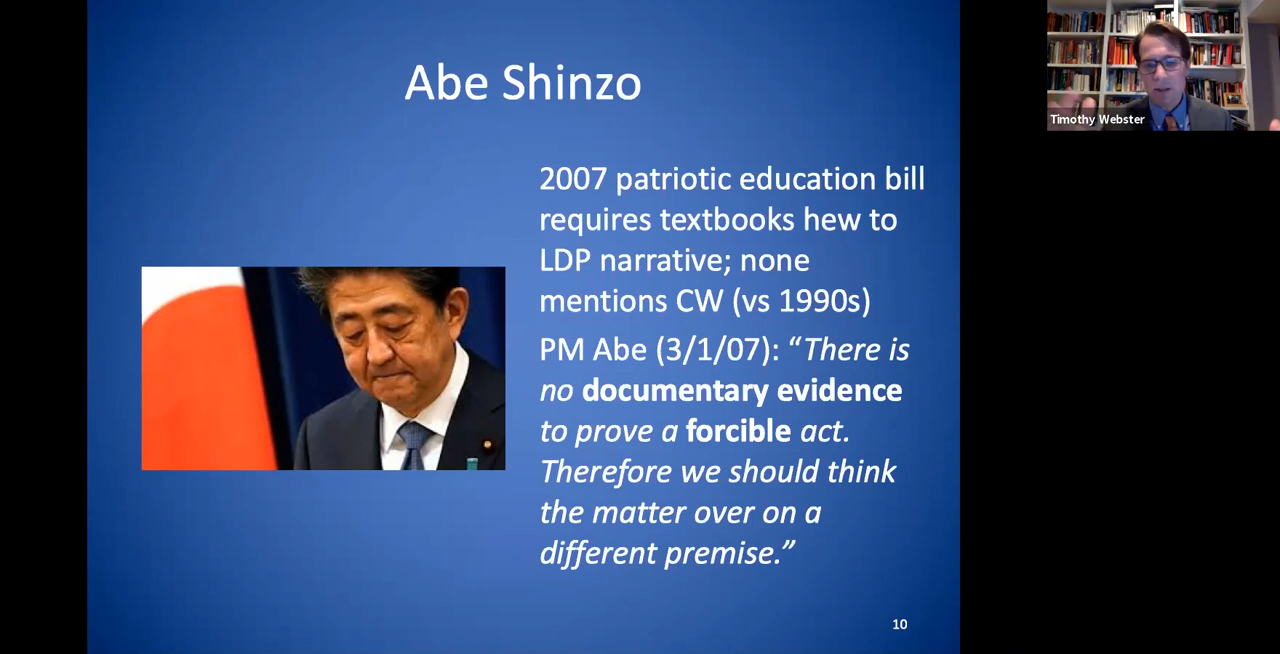 Abe Shinzo
2007 patriotic education bill
requires textbooks hew to
LDP narrative; none
mentions CW (vs 1990s)
PM Abe (3/1/07): “There is
no documentary evidence
to prove a forcible act.
Therefore we should think
the matter over on a
different premise.”
10
Timothy Webster